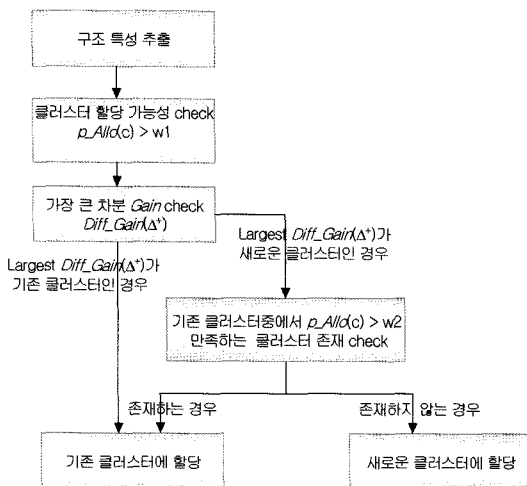 구조 특성 추출
클러스터 할당 가능성 check
p_Allo(c) > w1
가장 큰 차분 Gain check
Diff_Gain(Δ⁺)
Largest Diff_Gain(Δ⁺)가
새로운 클러스터인 경우
Largest Diff_Gain(Δ⁺)가
기존 클러스터인 경우
기존 클러스터중에서 p_Allo(c) > w2
만족하는 클러스터 존재 check
존재하는 경우
존재하지 않는 경우
기존 클러스터에 할당
새로운 클러스터에 할당